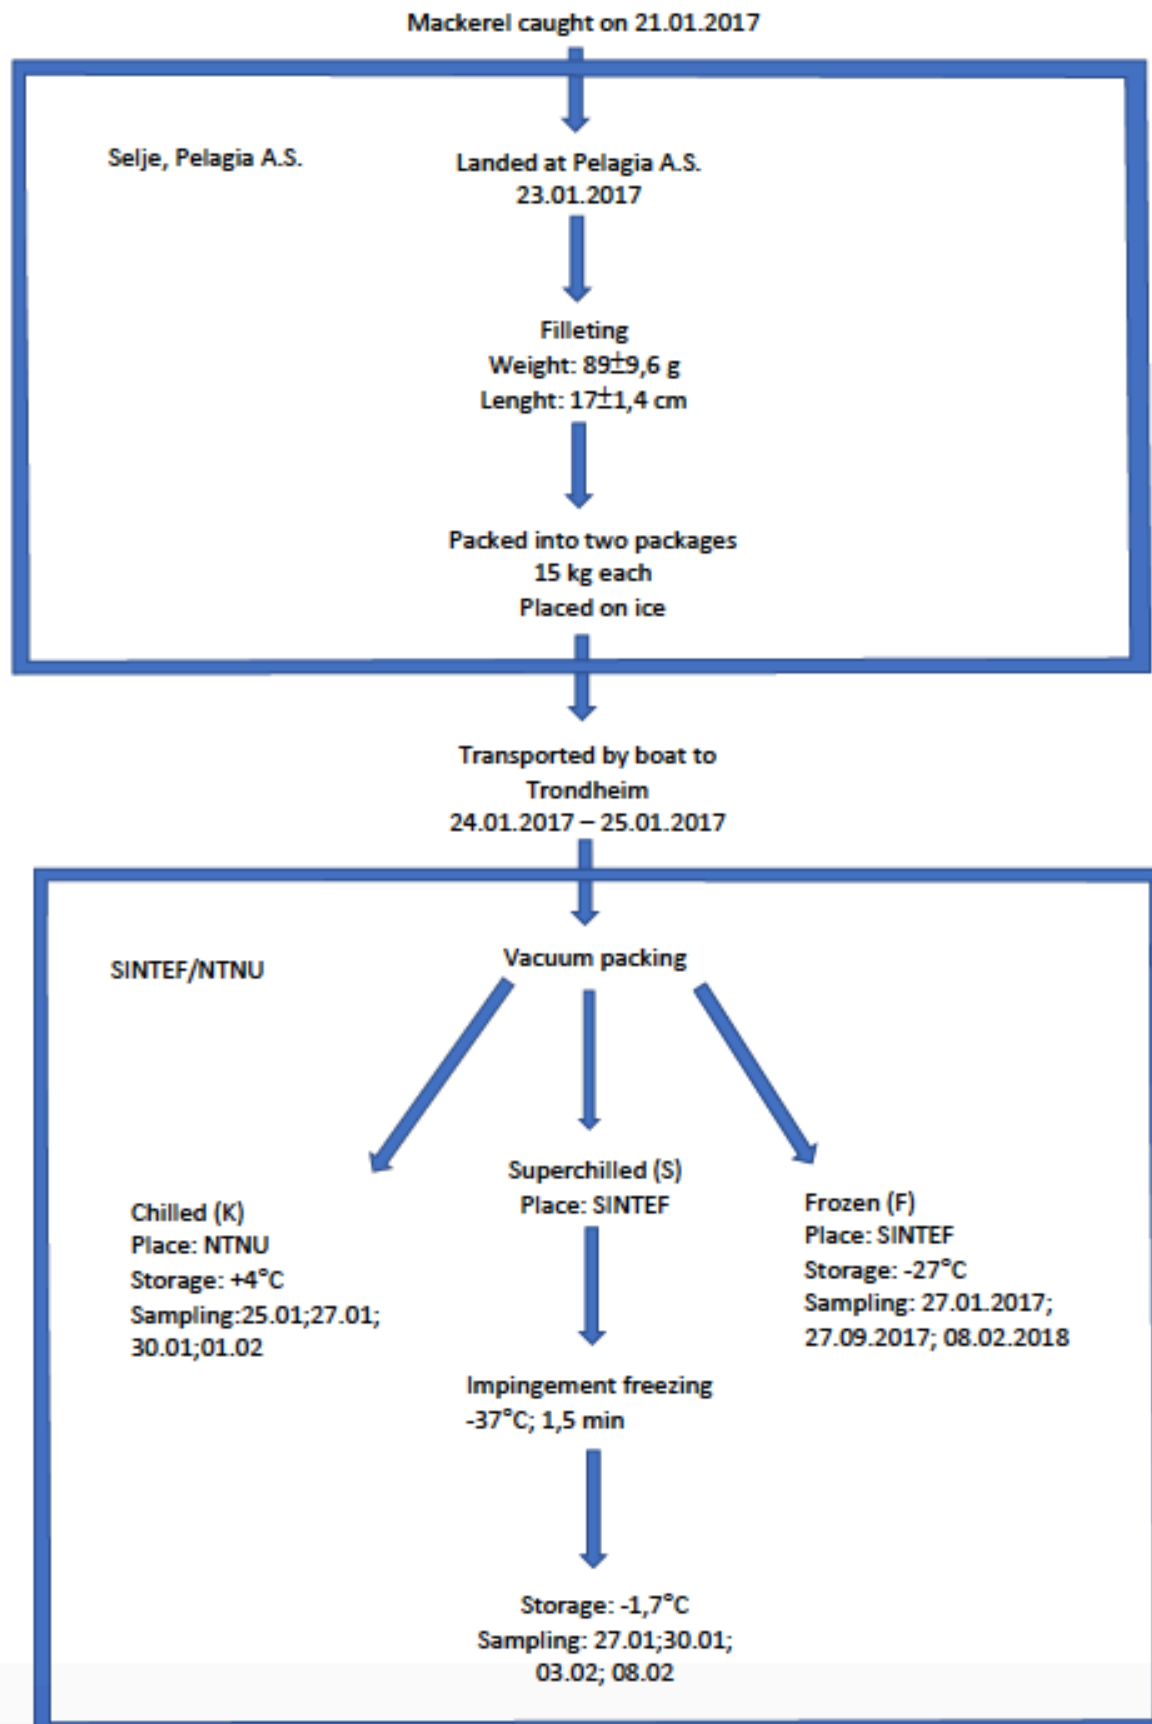 Mackerel caught on 21.01.2017
Selje, Pelagia A.S.
Landed at Pelagia A.S.
23.01.2017
Filleting
Weight: 89±9,6 g
Lenght: 17±1,4 cm
Packed into two packages
15 kg each
Placed on ice
Transported by boat to
Trondheim
24.01.2017 – 25.01.2017
SINTEF/NTNU
Vacuum packing
Chilled (K)
Place: NTNU
Storage: +4°C
Sampling:25.01;27.01;
30.01;01.02
Superchilled (S)
Place: SINTEF
Impingement freezing
-37°C; 1,5 min
Storage: -1,7°C
Sampling: 27.01;30.01;
03.02; 08.02
Frozen (F)
Place: SINTEF
Storage: -27°C
Sampling: 27.01.2017;
27.09.2017; 08.02.2018